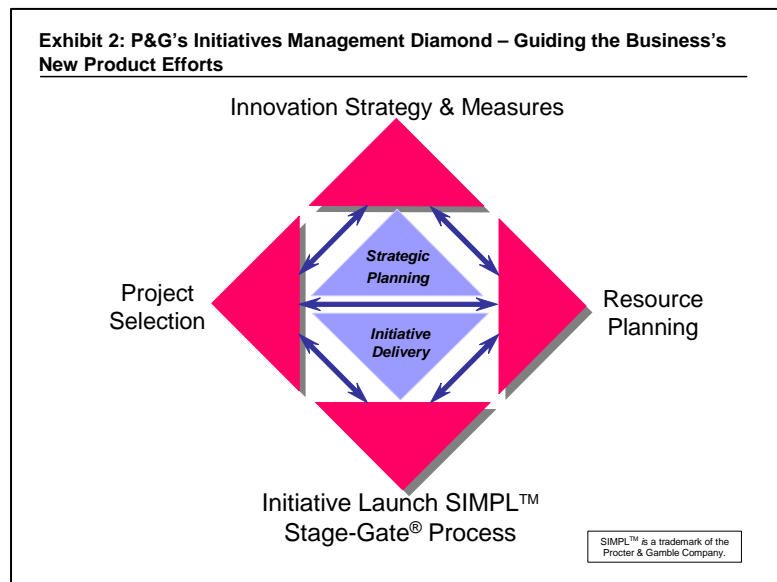 Exhibit 2: P&G's Initiatives Management Diamond – Guiding the Business's
New Product Efforts
Innovation Strategy & Measures
Strategic
Planning
Project
Selection
Resource
Planning
Initiative
Delivery
Initiative Launch SIMPL™
Stage-Gate® Process
SIMPL™ is a trademark of the
Procter & Gamble Company.